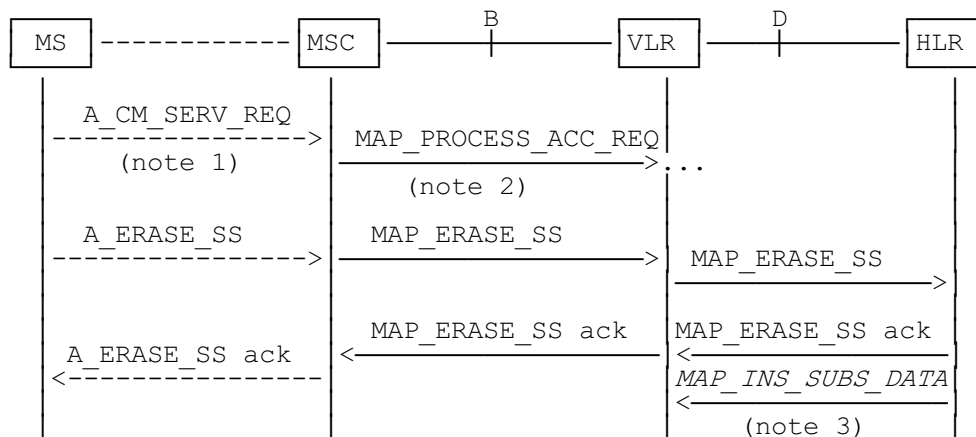 B D
MS MSC VLR HLR
A_CM_SERV_REQ
(note 1)
MAP_PROCESS_ACC_REQ
...
(note 2)
A_ERASE_SS
MAP_ERASE_SS
MAP_ERASE_SS
MAP_ERASE_SS ack
MAP_ERASE_SS ack
A_ERASE_SS ack
MAP_INS_SUBS_DATA
(note 3)